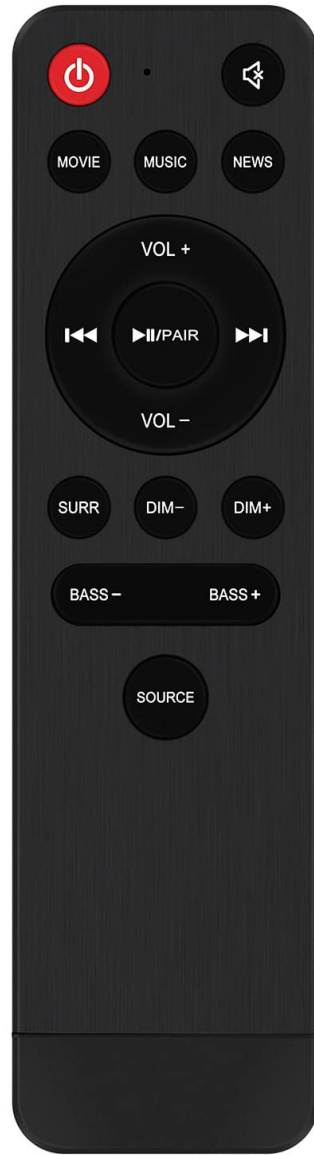 MOVIE MUSIC NEWS
VOL +
/PAIR
VOL –
SURR DIM– DIM+
BASS – BASS +
SOURCE